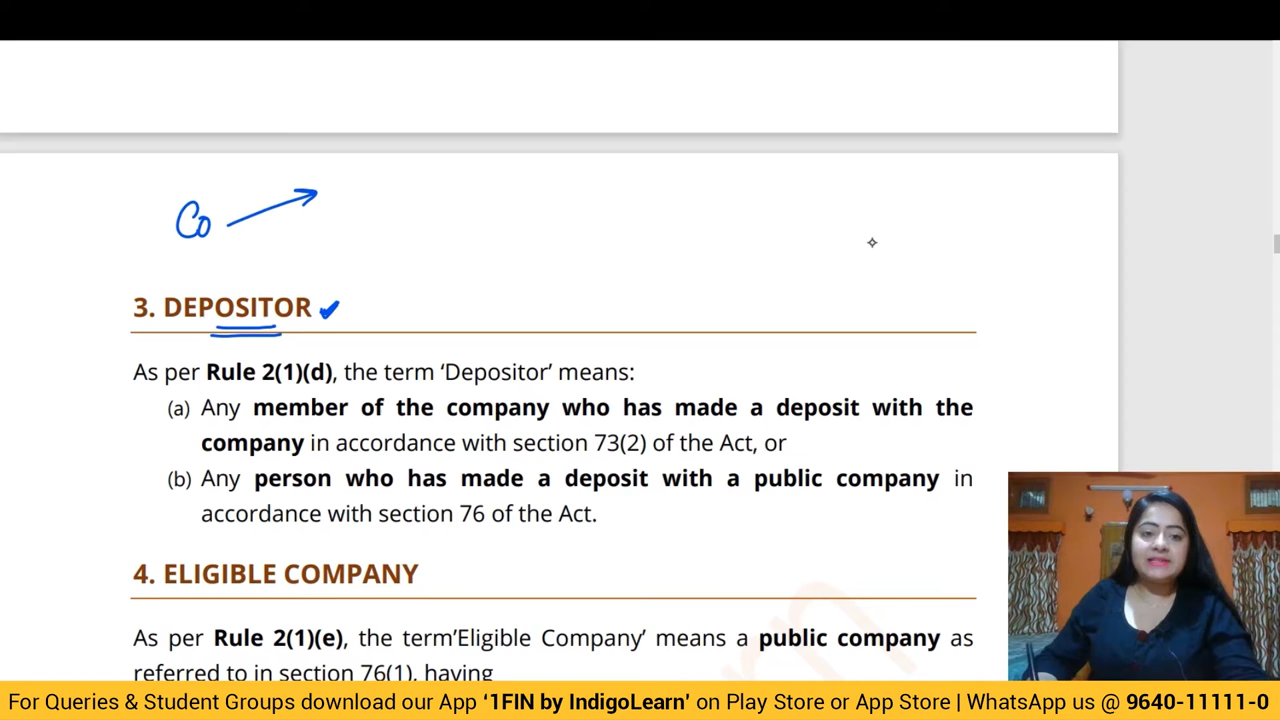 Co
3. DEPOSITOR
As per Rule 2(1)(d), the term ‘Depositor’ means:
(a) Any member of the company who has made a deposit with the
company in accordance with section 73(2) of the Act, or
(b) Any person who has made a deposit with a public company in
accordance with section 76 of the Act.
4. ELIGIBLE COMPANY
As per Rule 2(1)(e), the term’Eligible Company’ means a public company as
referred to in section 76(1), having
For Queries & Student Groups download our App ‘1FIN by IndigoLearn’ on Play Store or App Store | WhatsApp us @ 9640-11111-0